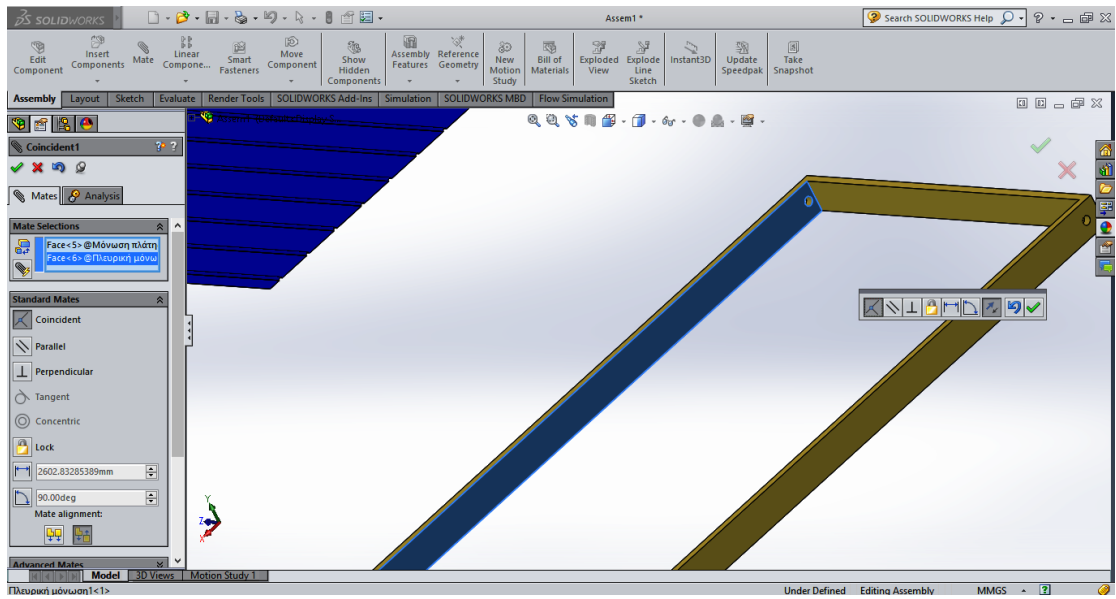 SOLIDWORKS
Assem1 *
Search SOLIDWORKS Help
Edit Component
Insert Components
Mate
Linear Compone...
Smart Fasteners
Move Component
Show Hidden Components
Assembly Features
Reference Geometry
New Motion Study
Bill of Materials
Exploded View
Explode Line Sketch
Instant3D
Update Speedpak
Take Snapshot
Assembly Layout Sketch Evaluate Render Tools SOLIDWORKS Add-Ins Simulation SOLIDWORKS MBD Flow Simulation
Coincident1
Mates Analysis
Mate Selections
Face<5>@Μόνωση πλάτη
Face<6>@Πλευρική μόνω
Standard Mates
Coincident
Parallel
Perpendicular
Tangent
Concentric
Lock
2602.83285389mm
90.00deg
Mate alignment:
Advanced Mates
Y
Z
X
Model 3D Views Motion Study 1
Πλευρική μόνωση1<1>
Under Defined Editing Assembly MMGS